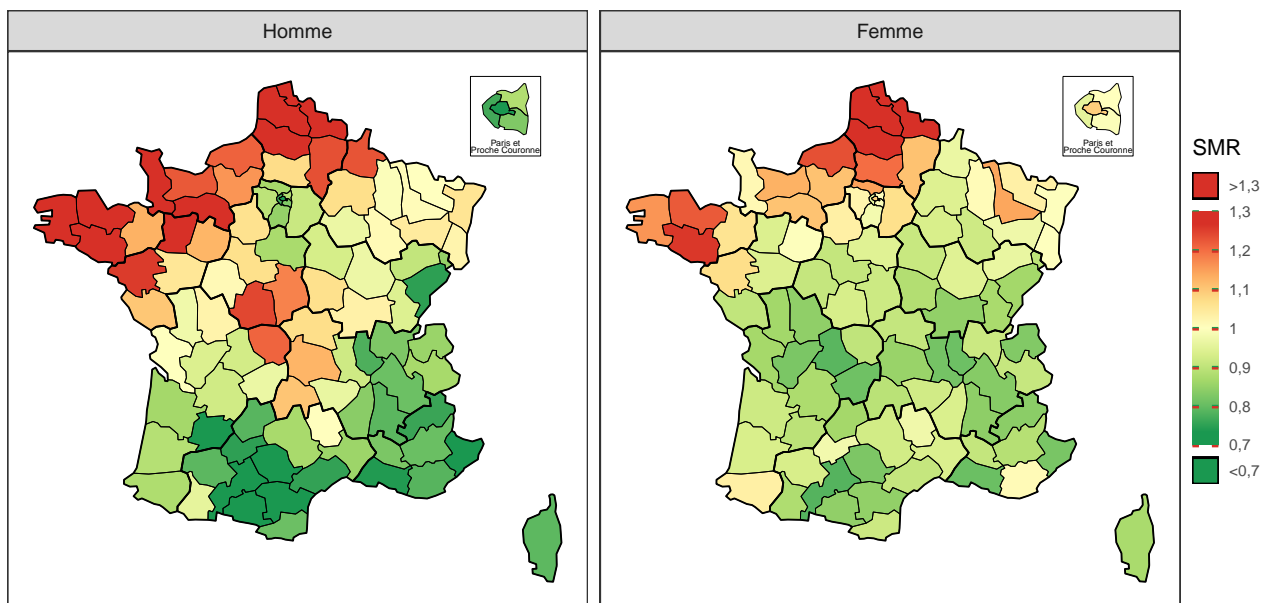 Homme
Femme
Paris et
Proche Couronne
Paris et
Proche Couronne
SMR
>1,3
1,3
1,2
1,1
1
0,9
0,8
0,7
<0,7